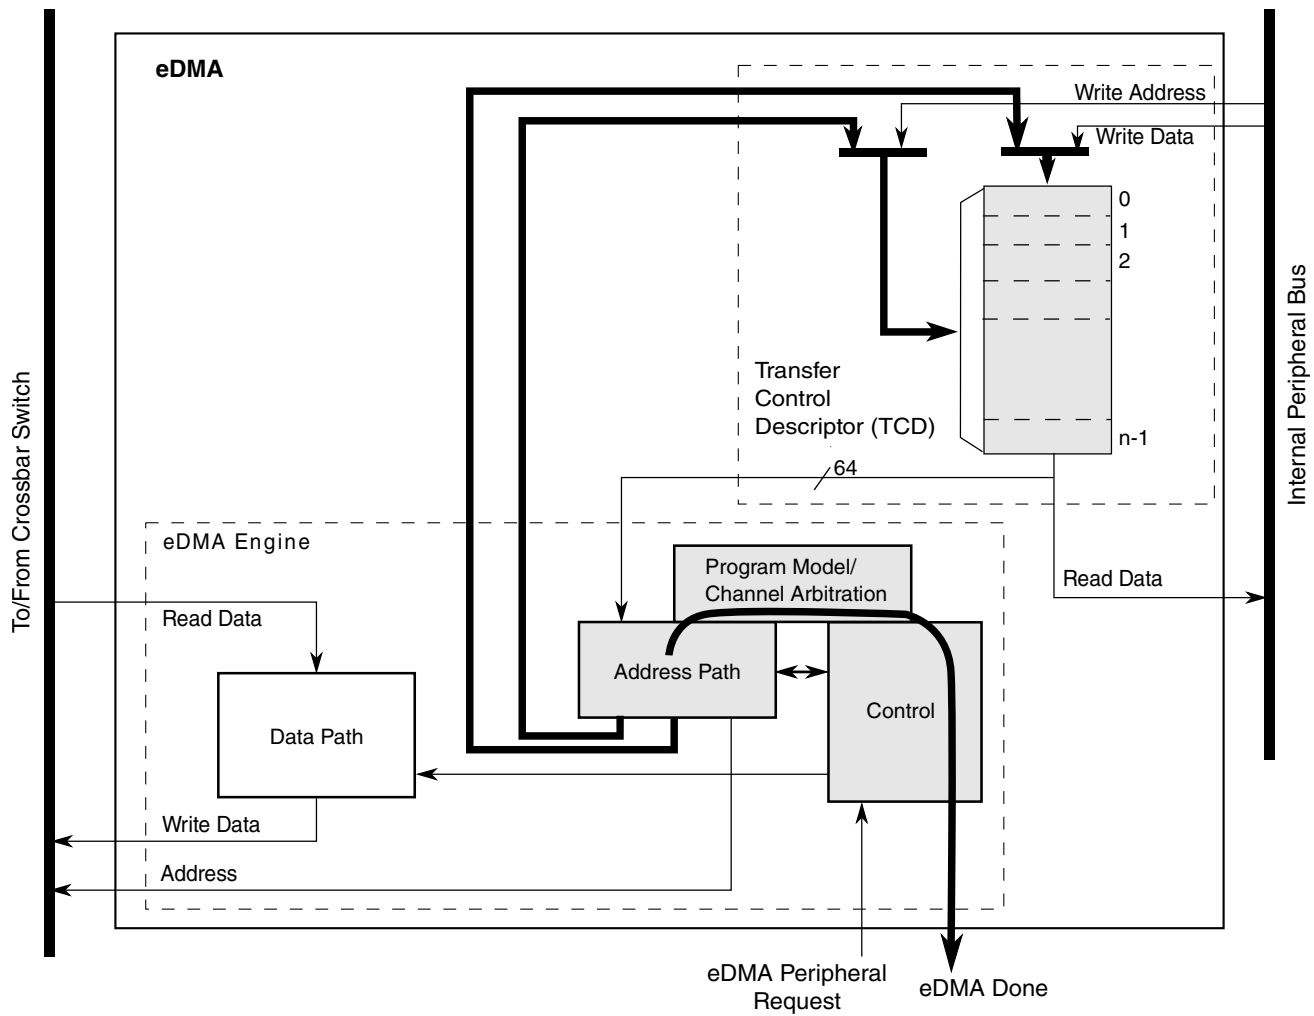 eDMA
Write Address
Write Data
0
1
2
n-1
Transfer
Control
Descriptor (TCD)
64
To/From Crossbar Switch
Internal Peripheral Bus
eDMA Engine
Program Model/
Channel Arbitration
Read Data
Read Data
Address Path
Control
Data Path
Write Data
Address
eDMA Peripheral
Request
eDMA Done